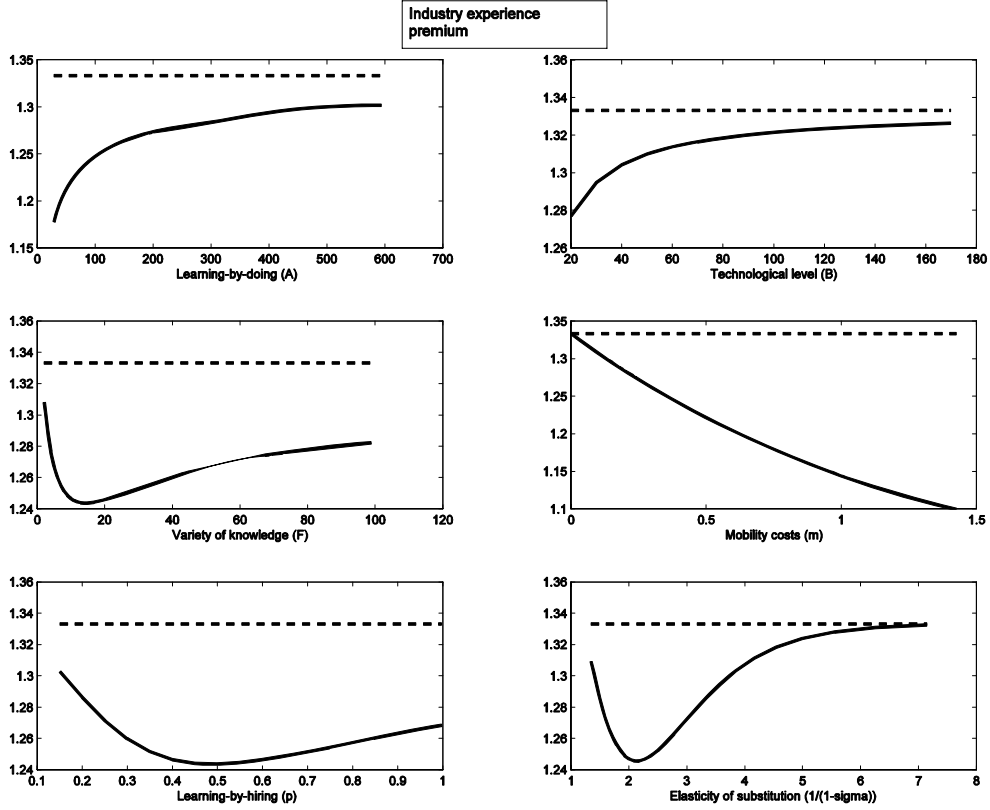 Industry experience
premium
1.35
1.3
1.25
1.2
1.15
0 100 200 300 400 500 600 700
Learning-by-doing (A)
1.36
1.34
1.32
1.3
1.28
1.26
20 40 60 80 100 120 140 160 180
Technological level (B)
1.36
1.34
1.32
1.3
1.28
1.26
1.24
0 20 40 60 80 100 120
Variety of knowledge (F)
1.35
1.3
1.25
1.2
1.15
1.1
0 0.5 1 1.5
Mobility costs (m)
1.36
1.34
1.32
1.3
1.28
1.26
1.24
0.1 0.2 0.3 0.4 0.5 0.6 0.7 0.8 0.9 1
Learning-by-hiring (p)
1.36
1.34
1.32
1.3
1.28
1.26
1.24
1 2 3 4 5 6 7 8
Elasticity of substitution (1/(1-sigma))